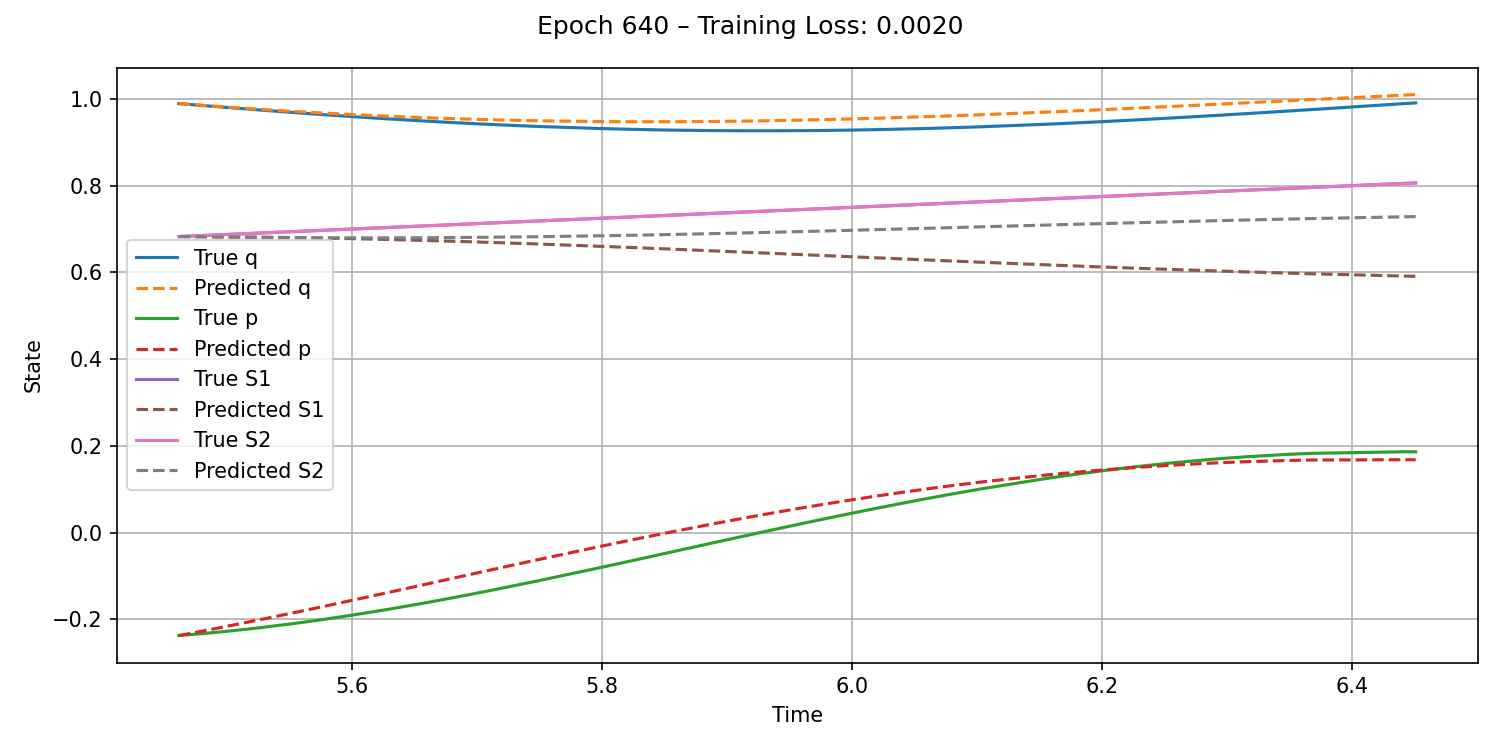 Epoch 640 – Training Loss: 0.0020
1.0
0.8
0.6
0.4
0.2
0.0
−0.2
State
True q
Predicted q
True p
Predicted p
True S1
Predicted S1
True S2
Predicted S2
5.6 5.8 6.0 6.2 6.4
Time